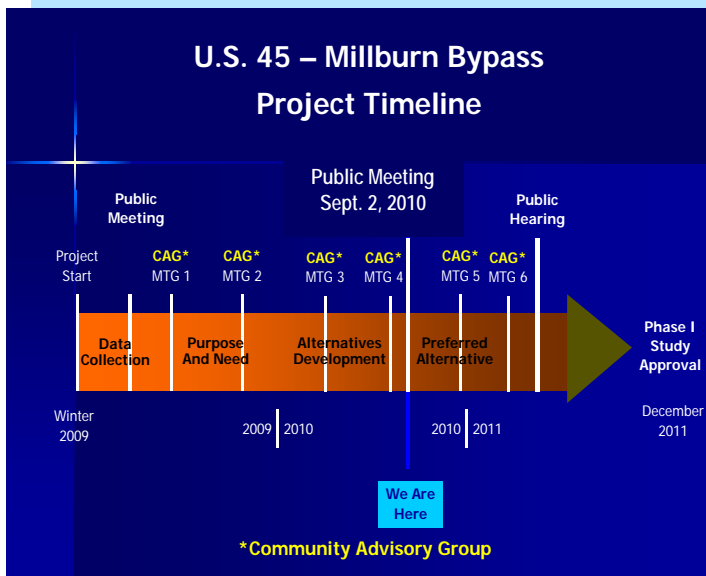 U.S. 45 – Millburn Bypass
Project Timeline
Public Meeting
Sept. 2, 2010
Public
Meeting
Public
Hearing
Project
Start
CAG*
MTG 1
CAG*
MTG 2
CAG*
MTG 3
CAG*
MTG 4
CAG*
MTG 5
CAG*
MTG 6
Data
Collection
Purpose
And Need
Alternatives
Development
Preferred
Alternative
Phase I
Study
Approval
Winter
2009
2009 2010
2010 2011
December
2011
We Are
Here
*Community Advisory Group